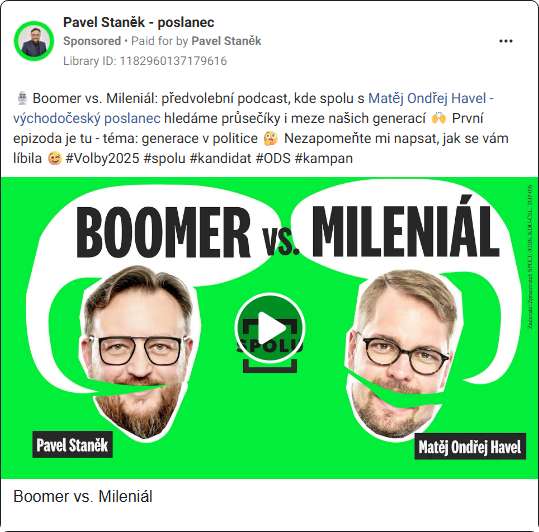 Pavel Staněk - poslanec
Sponsored • Paid for by Pavel Staněk
Library ID: 1182960137179616
Boomer vs. Mileniál: předvolební podcast, kde spolu s Matěj Ondřej Havel -
východočeský poslanec hledáme průsečíky i meze našich generací 🙌 První
epizoda je tu - téma: generace v politice 🫣 Nezapomeňte mi napsat, jak se vám
líbila 😉 #Volby2025 #spolu #kandidat #ODS #kampan
BOOMER vs. MILENIÁL
SPOLU
Pavel Staněk
Matěj Ondřej Havel
Boomer vs. Mileniál